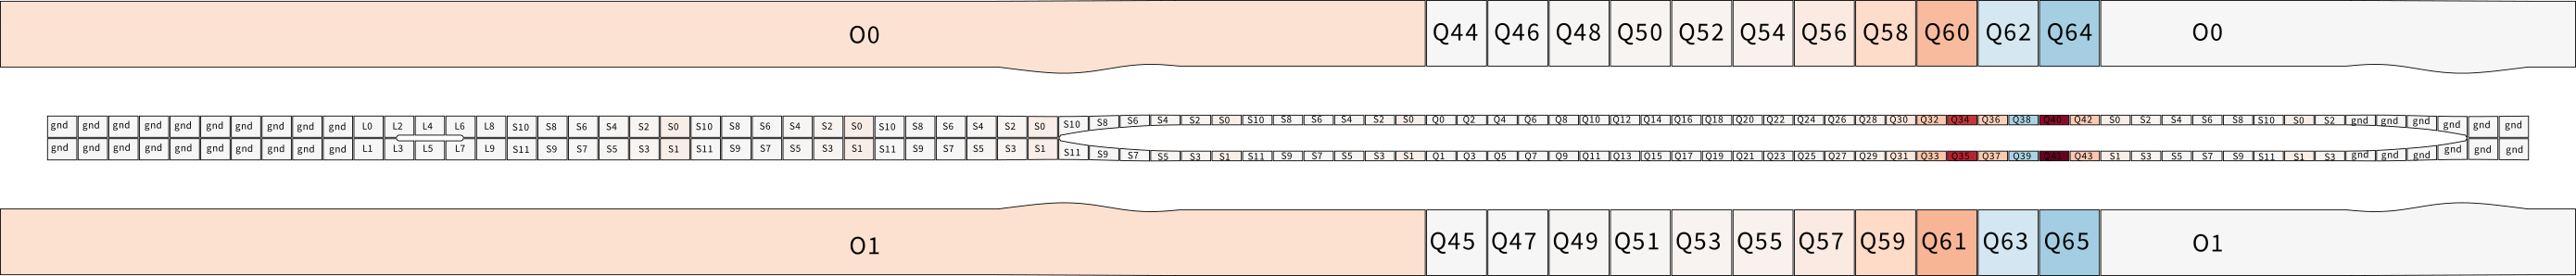 O0 Q44 Q46 Q48 Q50 Q52 Q54 Q56 Q58 Q60 Q62 Q64 O0
gnd gnd gnd gnd gnd gnd gnd gnd gnd gnd L0 L2 L4 L6 L8 S10 S8 S6 S4 S2 S0 S10 S8 S6 S4 S2 S0 S10 S8 S6 S4 S2 S0 S10 S8 S6 S4 S2 S0 S10 S8 S6 S4 S2 S0 Q0 Q2 Q4 Q6 Q8 Q10 Q12 Q14 Q16 Q18 Q20 Q22 Q24 Q26 Q28 Q30 Q32 Q34 Q36 Q38 Q40 Q42 S0 S2 S4 S6 S8 S10 S0 S2 gnd gnd gnd gnd gnd gnd
gnd gnd gnd gnd gnd gnd gnd gnd gnd gnd L1 L3 L5 L7 L9 S11 S9 S7 S5 S3 S1 S11 S9 S7 S5 S3 S1 S11 S9 S7 S5 S3 S1 S11 S9 S7 S5 S3 S1 S11 S9 S7 S5 S3 S1 Q1 Q3 Q5 Q7 Q9 Q11 Q13 Q15 Q17 Q19 Q21 Q23 Q25 Q27 Q29 Q31 Q33 Q35 Q37 Q39 Q41 Q43 S1 S3 S5 S7 S9 S11 S1 S3 gnd gnd gnd gnd gnd gnd
O1 Q45 Q47 Q49 Q51 Q53 Q55 Q57 Q59 Q61 Q63 Q65 O1